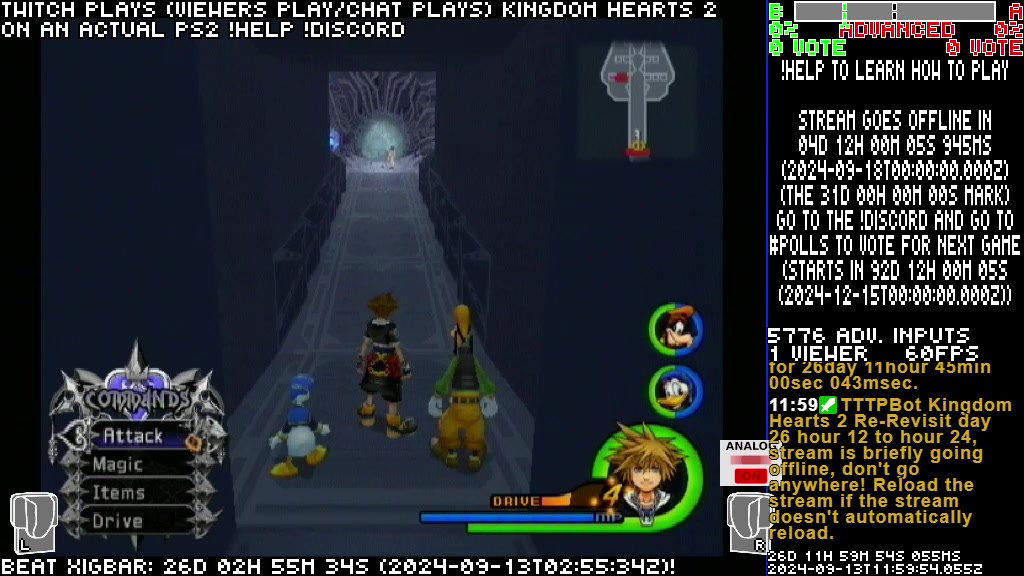 TWITCH PLAYS (VIEWERS PLAY/CHAT PLAYS) KINGDOM HEARTS 2
ON AN ACTUAL PS2 !HELP !DISCORD
B A
0% ADVANCED 0%
0 VOTE 0 VOTE
!HELP TO LEARN HOW TO PLAY
STREAM GOES OFFLINE IN
04D 12H 00M 05S 945MS
(2024-09-18T00:00:00.000Z)
(THE 31D 00H 00M 00S MARK)
GO TO THE !DISCORD AND GO TO
#POLLS TO VOTE FOR NEXT GAME
(STARTS IN 92D 12H 00M 05S
(2024-12-15T00:00:00.000Z))
5776 ADV. INPUTS
1 VIEWER 60FPS
for 26day 11hour 45min
00sec 043msec.
11:59 TTTPBot Kingdom
Hearts 2 Re-Revisit day
26 hour 12 to hour 24,
stream is briefly going
offline, don't go
anywhere! Reload the
stream if the stream
doesn't automatically
reload.
26D 11H 59M 54S 055MS
2024-09-13T11:59:54.055Z
COMMANDS
Attack
Magic
Items
Drive
DRIVE 4
MP
ANALOG
L
R
BEAT XIGBAR: 26D 02H 55M 34S (2024-09-13T02:55:34Z)!